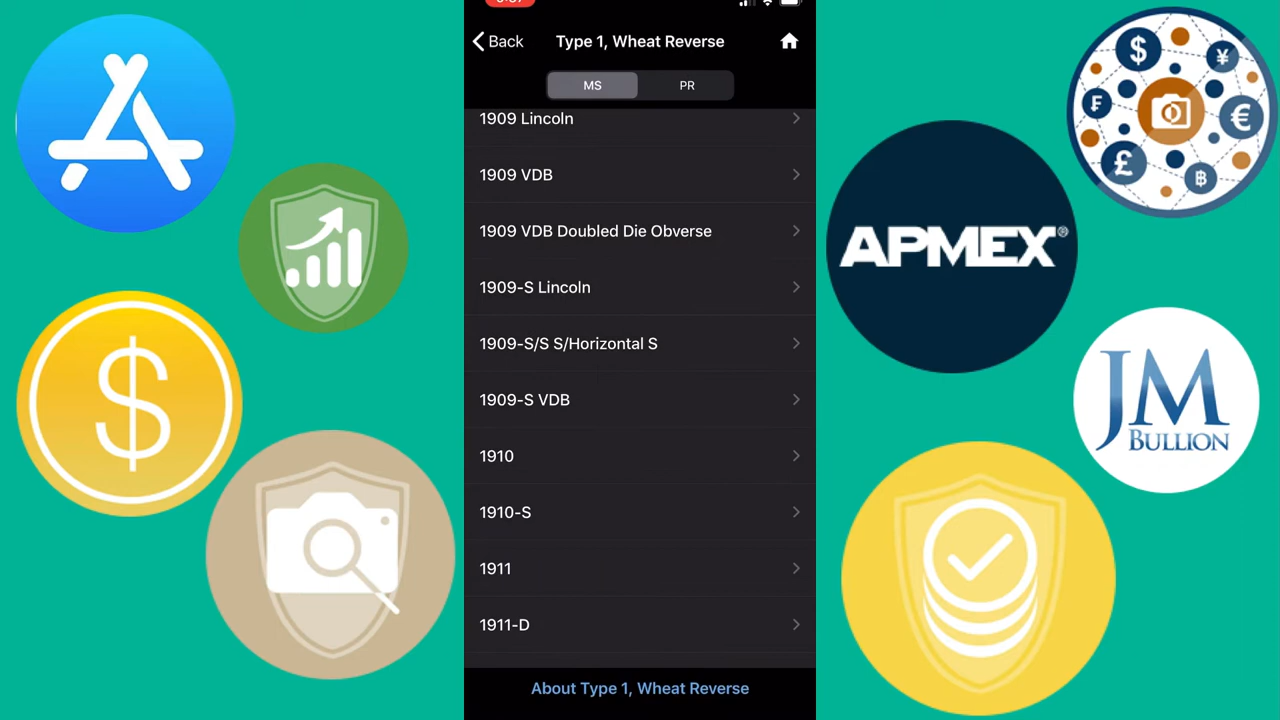 Back
Type 1, Wheat Reverse
MS
PR
1909 Lincoln
1909 VDB
1909 VDB Doubled Die Obverse
1909-S Lincoln
1909-S/S S/Horizontal S
1909-S VDB
1910
1910-S
1911
1911-D
About Type 1, Wheat Reverse
$
$
¥
₣
€
£
฿
APMEX®
JM
BULLION